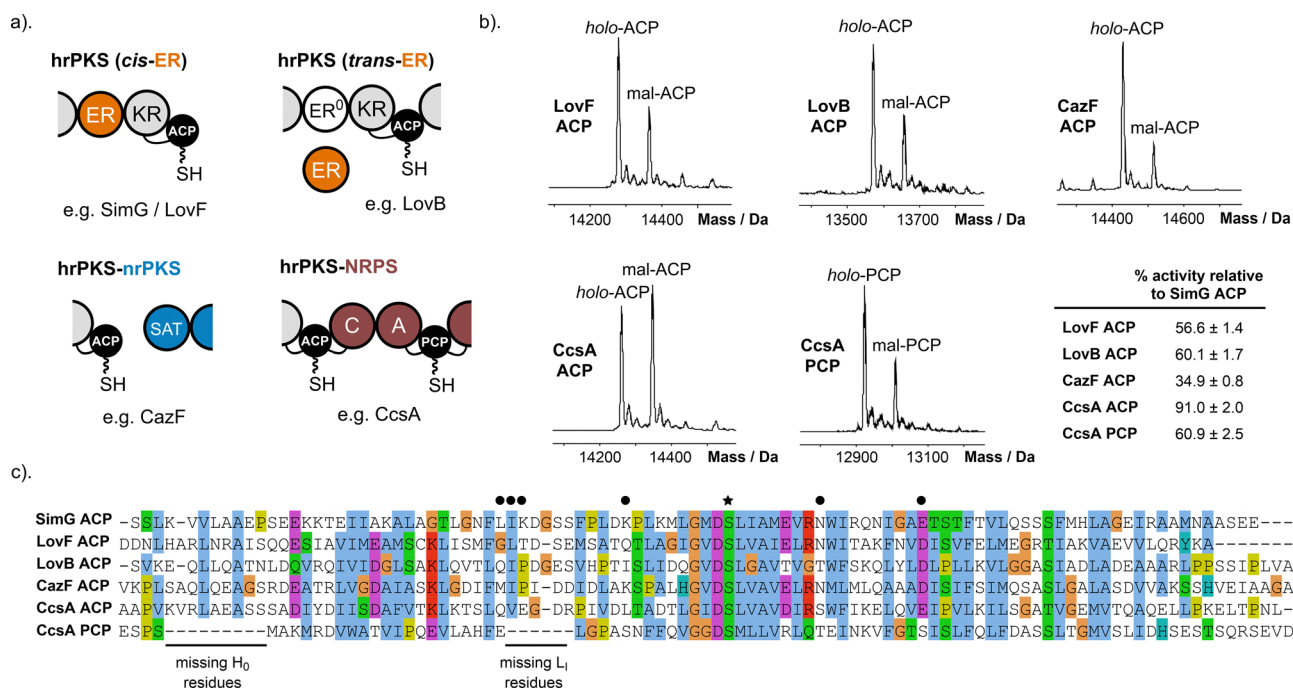 a).
hrPKS (cis-ER)
ER
KR
ACP
SH
e.g. SimG / LovF
hrPKS (trans-ER)
ER⁰
KR
ACP
ER
SH
e.g. LovB
hrPKS-nrPKS
ACP
SAT
SH
e.g. CazF
hrPKS-NRPS
ACP
C
A
PCP
SH
SH
e.g. CcsA
b).
holo-ACP
mal-ACP
LovF
ACP
14200
14400
Mass / Da
holo-ACP
mal-ACP
LovB
ACP
13500
13700
Mass / Da
holo-ACP
mal-ACP
CazF
ACP
14400
14600
Mass / Da
holo-ACP
mal-ACP
CcsA
ACP
14200
14400
Mass / Da
holo-PCP
mal-PCP
CcsA
PCP
12900
13100
Mass / Da
% activity relative
to SimG ACP
LovF ACP 56.6 ± 1.4
LovB ACP 60.1 ± 1.7
CazF ACP 34.9 ± 0.8
CcsA ACP 91.0 ± 2.0
CcsA PCP 60.9 ± 2.5
c).
SimG ACP -SSLK-VVLAAEPSEEKKTEIIAKALAGTLGNFLIKDGSSFPLDKPLKMLGMDSLIAMEVRNWIRQNIGAETSTFTVLQSSSFMHLAGEIRAAMNAASEE----
LovF ACP DDNLHARLNRAISQQESIAVIMEAMSCKLISMFGLTDSEMSATQTLAGIGVDSLVAIELRNWITAKFNVDISVFELMEGRTIAKVAEVVLQRYKA---------
LovB ACP -SVKE-QLLQATNLDQVRQIVIDGLSAKLQVTLQIPDGESVHPTISLIDQGVDSLGAVTVGTWFSKQLYLDLPLLKVLGGASIADLADEAAARLPPSSIPLVA
CazF ACP VKPLSAQLQEAGSRDEATRLVLGAITAKLGDIFMIPLDDIDLAKSPALHGVDSLVAVELRNWLMLQAAADISIFSIMQSPSLAALALDVVAKSSHVEIAAGA
CcsA ACP AAPVKVRLAEASSSADIYDIISDAFVTKLKTSLQVEG-DRPIVDLTADTLGIDSLVAVDIRSWFIKELQVEIPVLKILSGATVGEMVTQAQELLPKELTPNL-
CcsA PCP ESPS---------MAKMRDVWATVIPQEVLAHFE------LGPASNFFQVGGDSMLLVRLQTEINKVFGTSISLFQLFDASSLTGMVSLIDHSESTSQRSEVD
missing H₀
residues
missing Lᵢ
residues